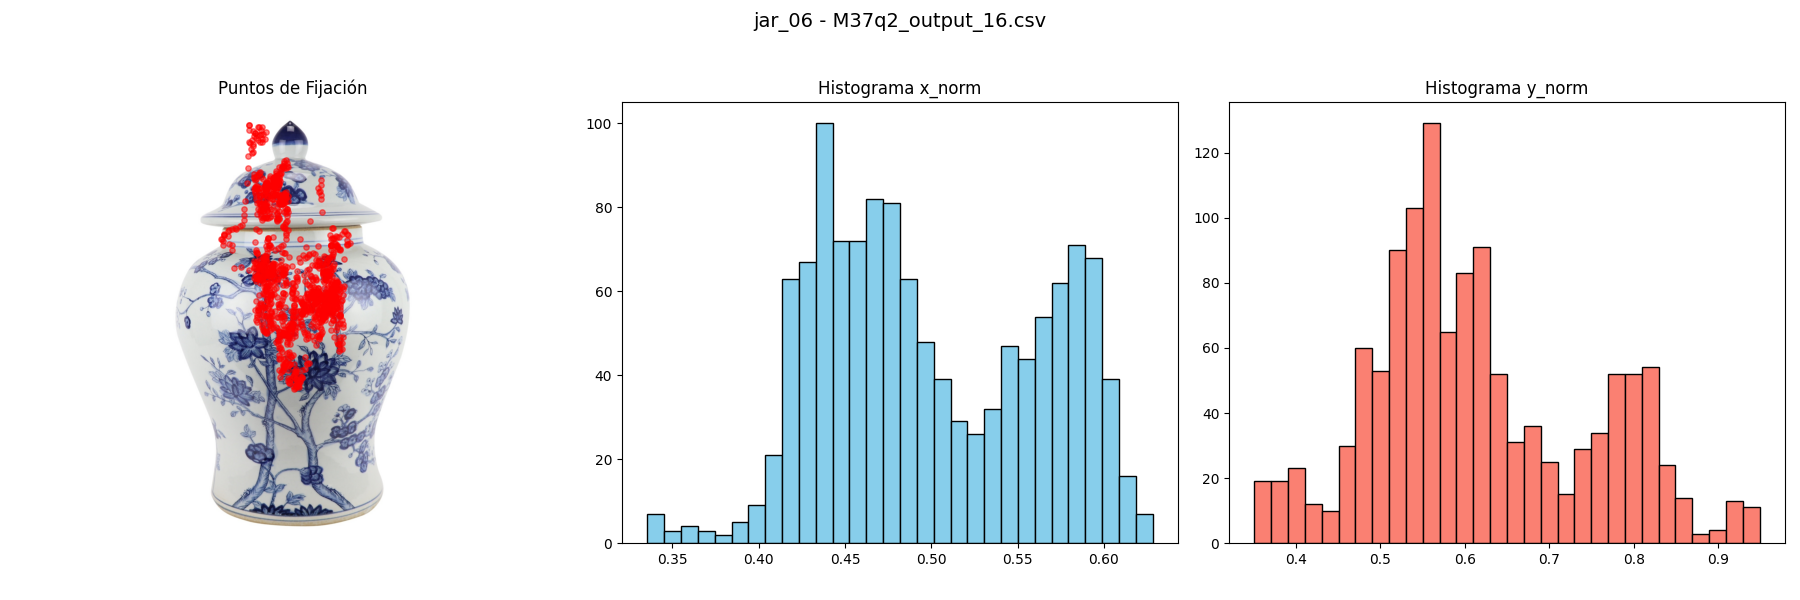 jar_06 - M37q2_output_16.csv
Puntos de Fijación
Histograma x_norm
100
80
60
40
20
0
0.35 0.40 0.45 0.50 0.55 0.60
Histograma y_norm
120
100
80
60
40
20
0
0.4 0.5 0.6 0.7 0.8 0.9